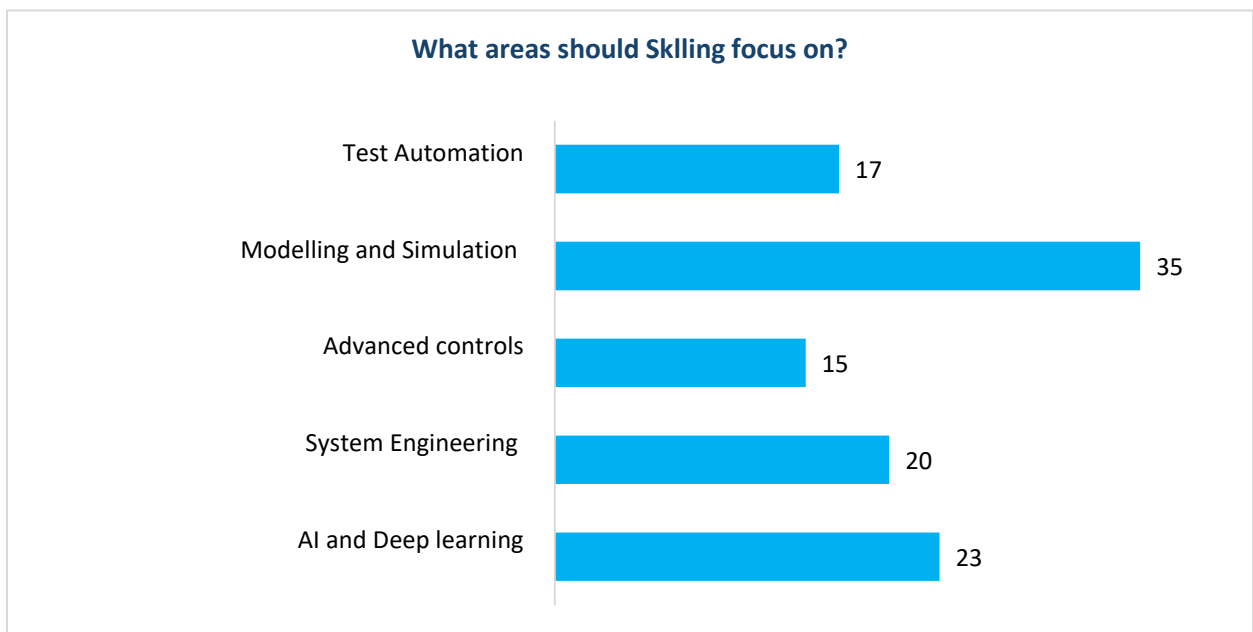 What areas should Sklling focus on?
Test Automation
17
Modelling and Simulation
35
Advanced controls
15
System Engineering
20
AI and Deep learning
23